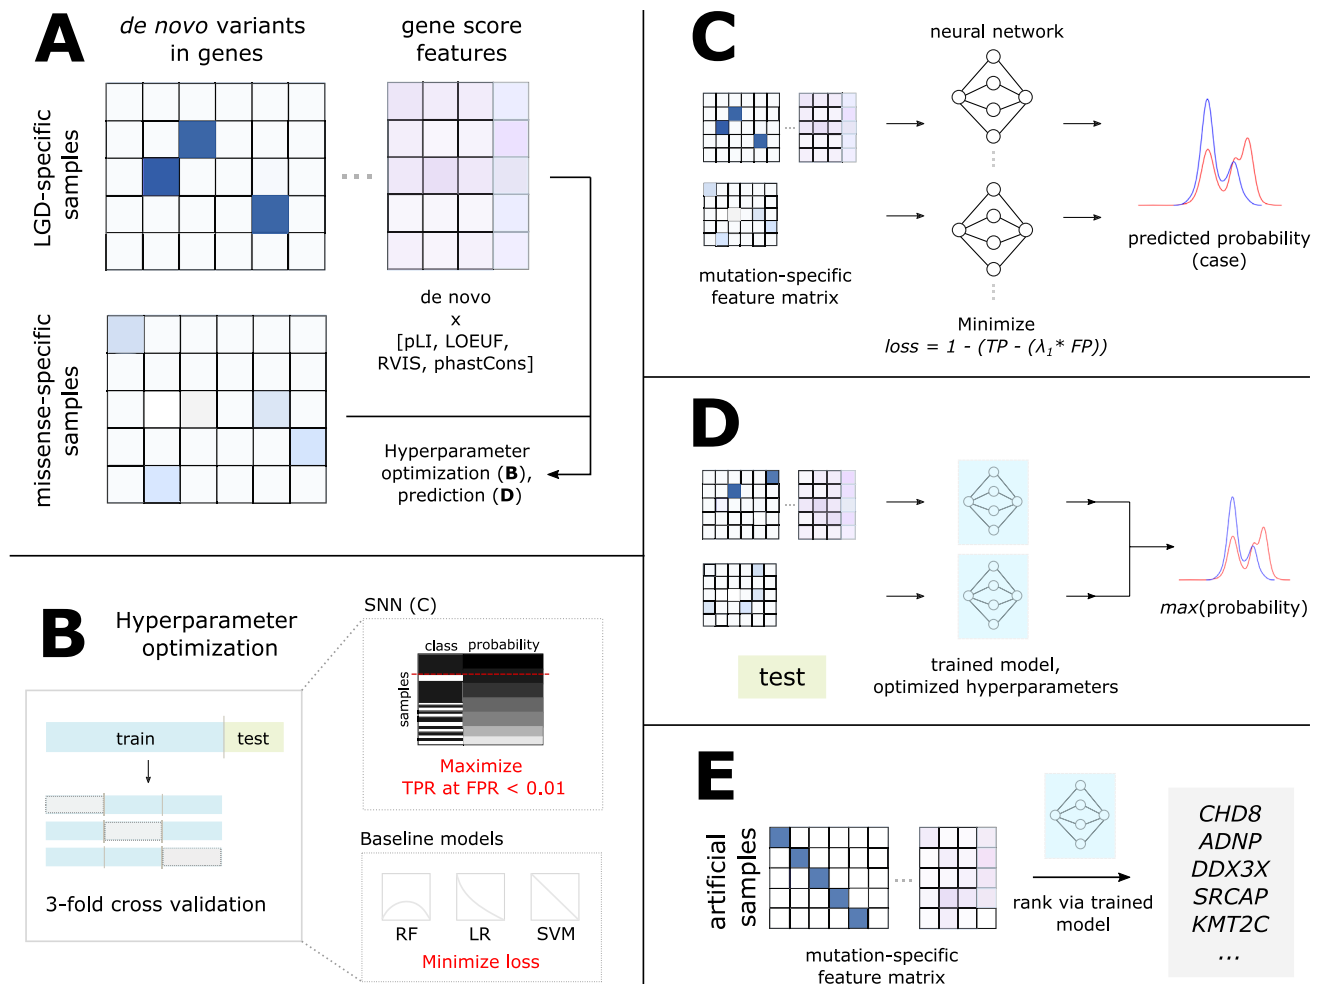 A
de novo variants
in genes
gene score
features
LGD-specific
samples
...
de novo
x
[pLI, LOEUF,
RVIS, phastCons]
missense-specific
samples
Hyperparameter
optimization (B),
prediction (D)
B
Hyperparameter
optimization
train
test
3-fold cross validation
SNN (C)
class
probability
samples
Maximize
TPR at FPR < 0.01
Baseline models
RF
LR
SVM
Minimize loss
C
neural network
...
mutation-specific
feature matrix
predicted probability
(case)
Minimize
loss = 1 - (TP - (λ₁* FP))
D
...
max(probability)
test
trained model,
optimized hyperparameters
E
artificial
samples
...
mutation-specific
feature matrix
rank via trained
model
CHD8
ADNP
DDX3X
SRCAP
KMT2C
...